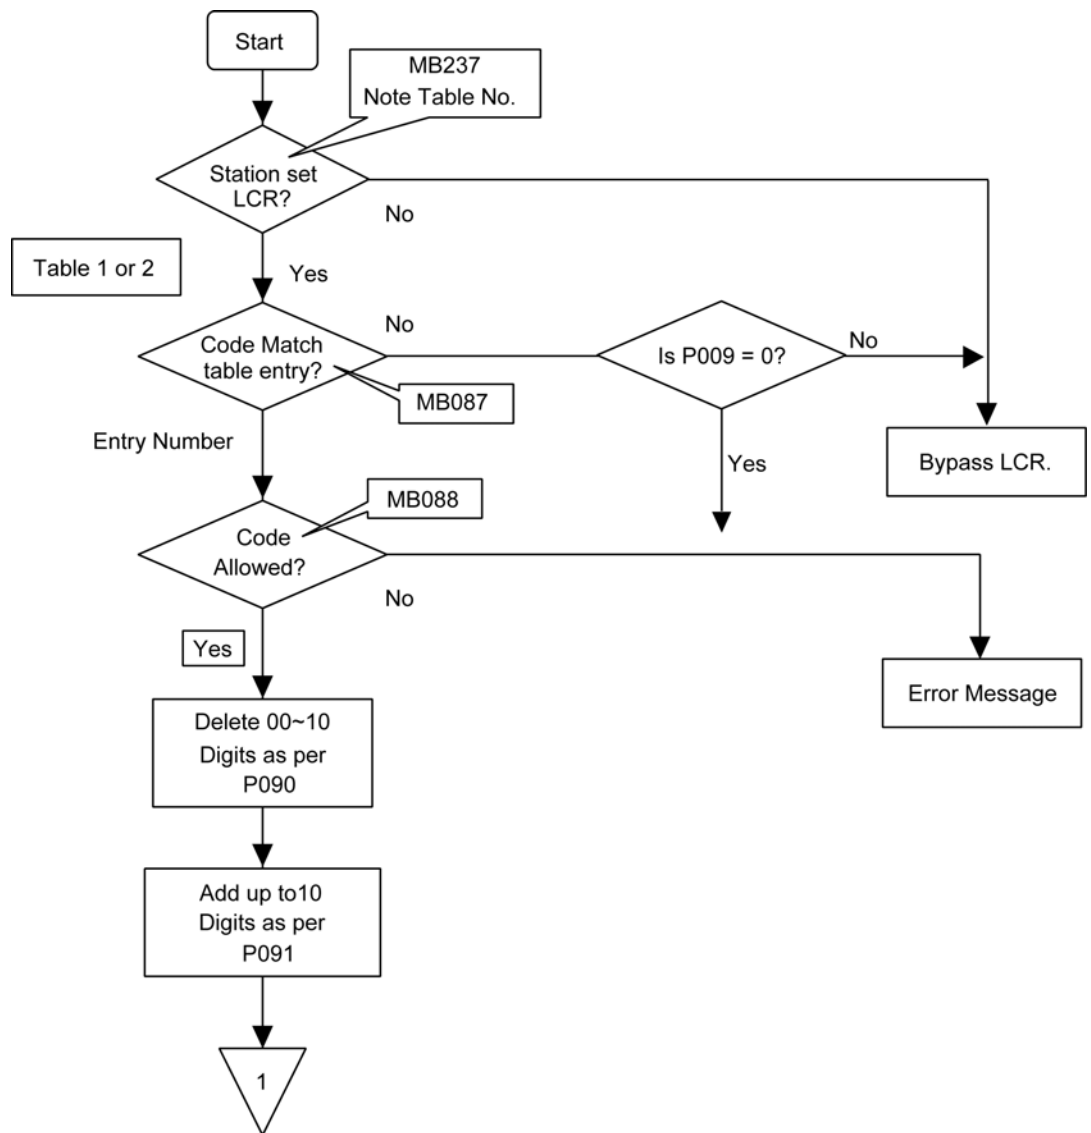 Start
MB237
Note Table No.
Station set
LCR?
No
Table 1 or 2
Yes
No
Code Match
table entry?
Is P009 = 0?
No
MB087
Entry Number
Yes
Bypass LCR.
MB088
Code
Allowed?
No
Yes
Error Message
Delete 00~10
Digits as per
P090
Add up to10
Digits as per
P091
1